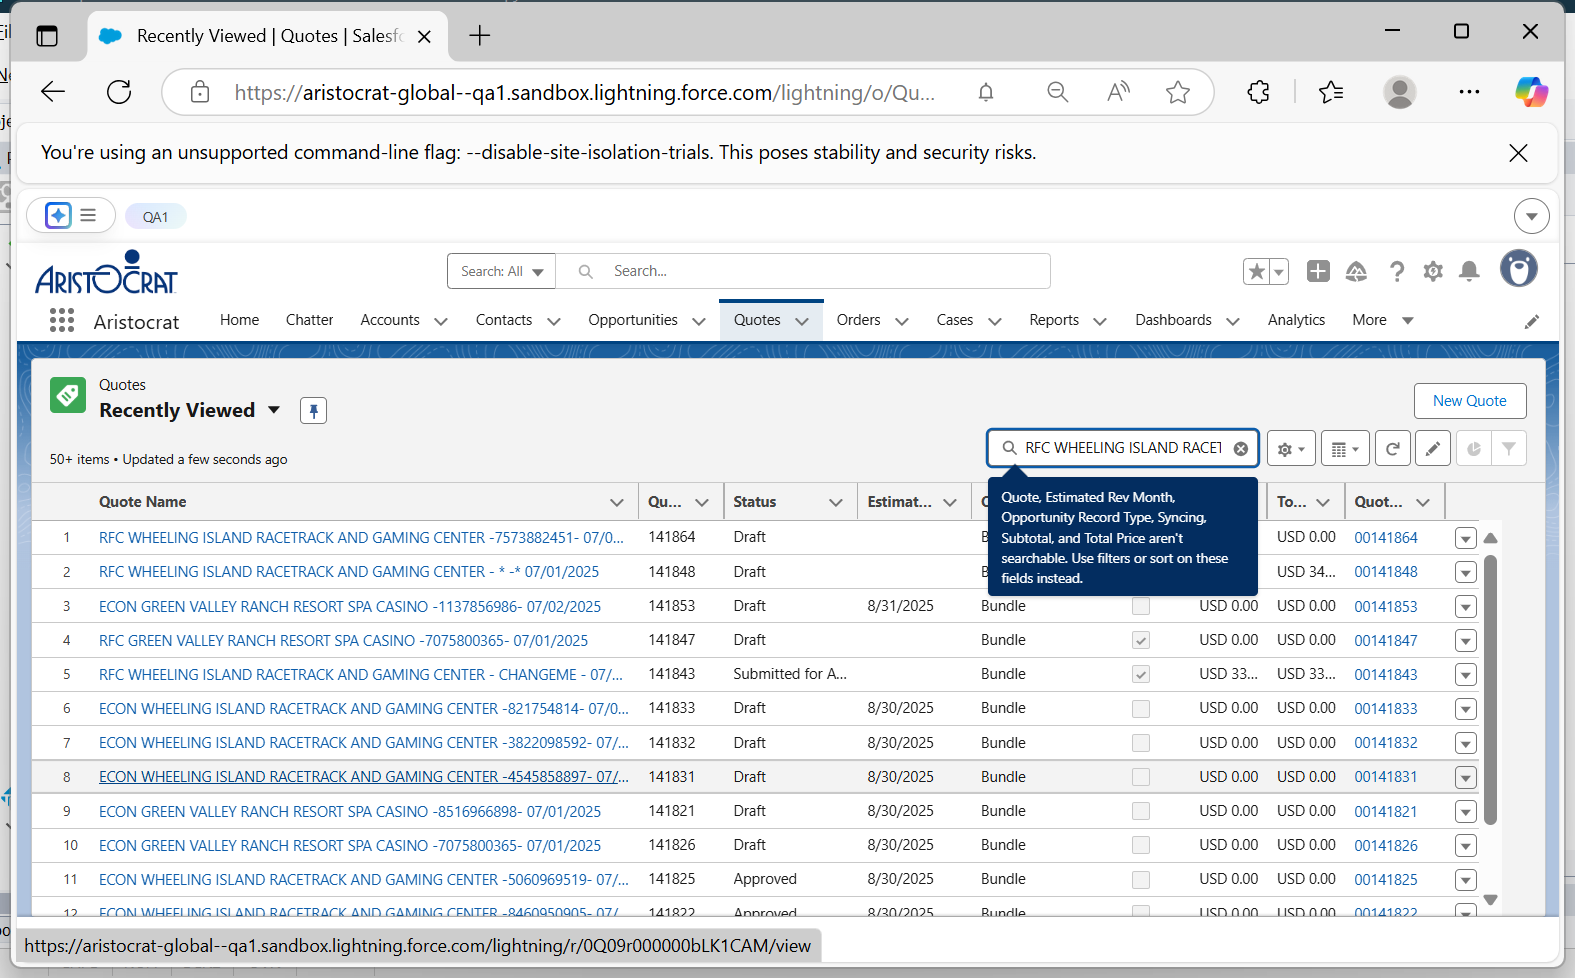 Recently Viewed | Quotes | Salesfo
https://aristocrat-global--qa1.sandbox.lightning.force.com/lightning/o/Qu...
You're using an unsupported command-line flag: --disable-site-isolation-trials. This poses stability and security risks.
QA1
ARISTOCRAT
Search: All
Search...
Aristocrat
Home Chatter Accounts Contacts Opportunities Quotes Orders Cases Reports Dashboards Analytics More
Quotes
Recently Viewed
New Quote
50+ items • Updated a few seconds ago
RFC WHEELING ISLAND RACET
Quote, Estimated Rev Month,
Opportunity Record Type, Syncing,
Subtotal, and Total Price aren't
searchable. Use filters or sort on these
fields instead.
Quote Name Qu... Status Estimat... To... Quot...
1 RFC WHEELING ISLAND RACETRACK AND GAMING CENTER -7573882451- 07/0... 141864 Draft USD 0.00 00141864
2 RFC WHEELING ISLAND RACETRACK AND GAMING CENTER - * -* 07/01/2025 141848 Draft USD 34... 00141848
3 ECON GREEN VALLEY RANCH RESORT SPA CASINO -1137856986- 07/02/2025 141853 Draft 8/31/2025 Bundle USD 0.00 USD 0.00 00141853
4 RFC GREEN VALLEY RANCH RESORT SPA CASINO -7075800365- 07/01/2025 141847 Draft Bundle USD 0.00 USD 0.00 00141847
5 RFC WHEELING ISLAND RACETRACK AND GAMING CENTER - CHANGEME - 07/... 141843 Submitted for A... Bundle USD 33... USD 33... 00141843
6 ECON WHEELING ISLAND RACETRACK AND GAMING CENTER -821754814- 07/0... 141833 Draft 8/30/2025 Bundle USD 0.00 USD 0.00 00141833
7 ECON WHEELING ISLAND RACETRACK AND GAMING CENTER -3822098592- 07/... 141832 Draft 8/30/2025 Bundle USD 0.00 USD 0.00 00141832
8 ECON WHEELING ISLAND RACETRACK AND GAMING CENTER -4545858897- 07/... 141831 Draft 8/30/2025 Bundle USD 0.00 USD 0.00 00141831
9 ECON GREEN VALLEY RANCH RESORT SPA CASINO -8516966898- 07/01/2025 141821 Draft 8/30/2025 Bundle USD 0.00 USD 0.00 00141821
10 ECON GREEN VALLEY RANCH RESORT SPA CASINO -7075800365- 07/01/2025 141826 Draft 8/30/2025 Bundle USD 0.00 USD 0.00 00141826
11 ECON WHEELING ISLAND RACETRACK AND GAMING CENTER -5060969519- 07/... 141825 Approved 8/30/2025 Bundle USD 0.00 USD 0.00 00141825
12 ECON WHEELING ISLAND RACETRACK AND GAMING CENTER -8460950905- 07/ 141822 Approved 8/30/2025 Bundle USD 0.00 USD 0.00 00141822
https://aristocrat-global--qa1.sandbox.lightning.force.com/lightning/r/0Q09r000000bLK1CAM/view